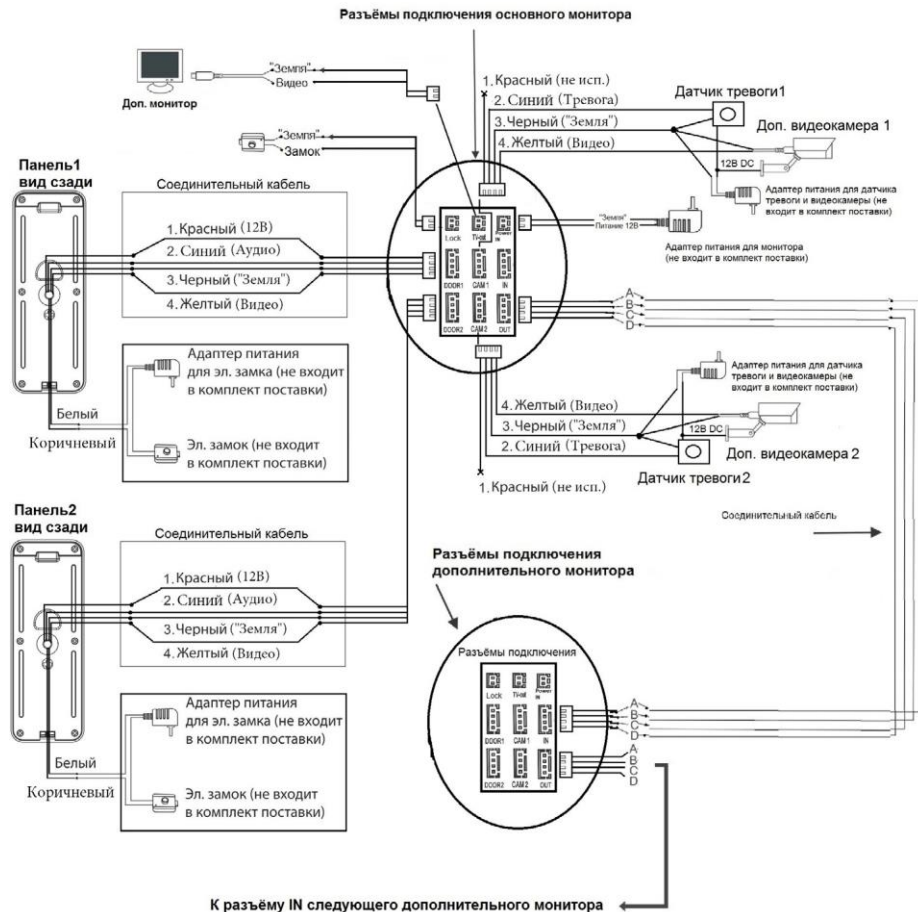 Разъёмы подключения основного монитора
"Земля"
Видео
Доп. монитор
"Земля"
Замок
1. Красный (не исп.)
2. Синий (Тревога)
3. Черный ("Земля")
4. Желтый (Видео)
Датчик тревоги1
Доп. видеокамера 1
12В DC
Адаптер питания для датчика
тревоги и видеокамеры (не
входит в комплект поставки)
"Земля"
Питание 12В
Адаптер питания для монитора
(не входит в комплект поставки)
Панель1
вид сзади
Соединительный кабель
1. Красный (12В)
2. Синий (Аудио)
3. Черный ("Земля")
4. Желтый (Видео)
Lock
Power
IN
DOOR1
CAM 1
IN
DOOR2
CAM 2
OUT
A
B
C
D
Адаптер питания
для эл. замка (не входит
в комплект поставки)
Белый
Коричневый
Эл. замок (не входит
в комплект поставки)
Адаптер питания для датчика
тревоги и видеокамеры (не
входит в комплект поставки)
4. Желтый (Видео)
3. Черный ("Земля")
2. Синий (Тревога)
1. Красный (не исп.)
12В DC
Доп. видеокамера 2
Датчик тревоги2
Соединительный кабель
Панель2
вид сзади
Соединительный кабель
1. Красный (12В)
2. Синий (Аудио)
3. Черный ("Земля")
4. Желтый (Видео)
Адаптер питания
для эл. замка (не входит
в комплект поставки)
Белый
Коричневый
Эл. замок (не входит
в комплект поставки)
Разъёмы подключения
дополнительного монитора
Разъёмы подключения
Lock
Power
IN
DOOR1
CAM 1
IN
DOOR2
CAM 2
OUT
A
B
C
D
A
B
C
D
К разъёму IN следующего дополнительного монитора